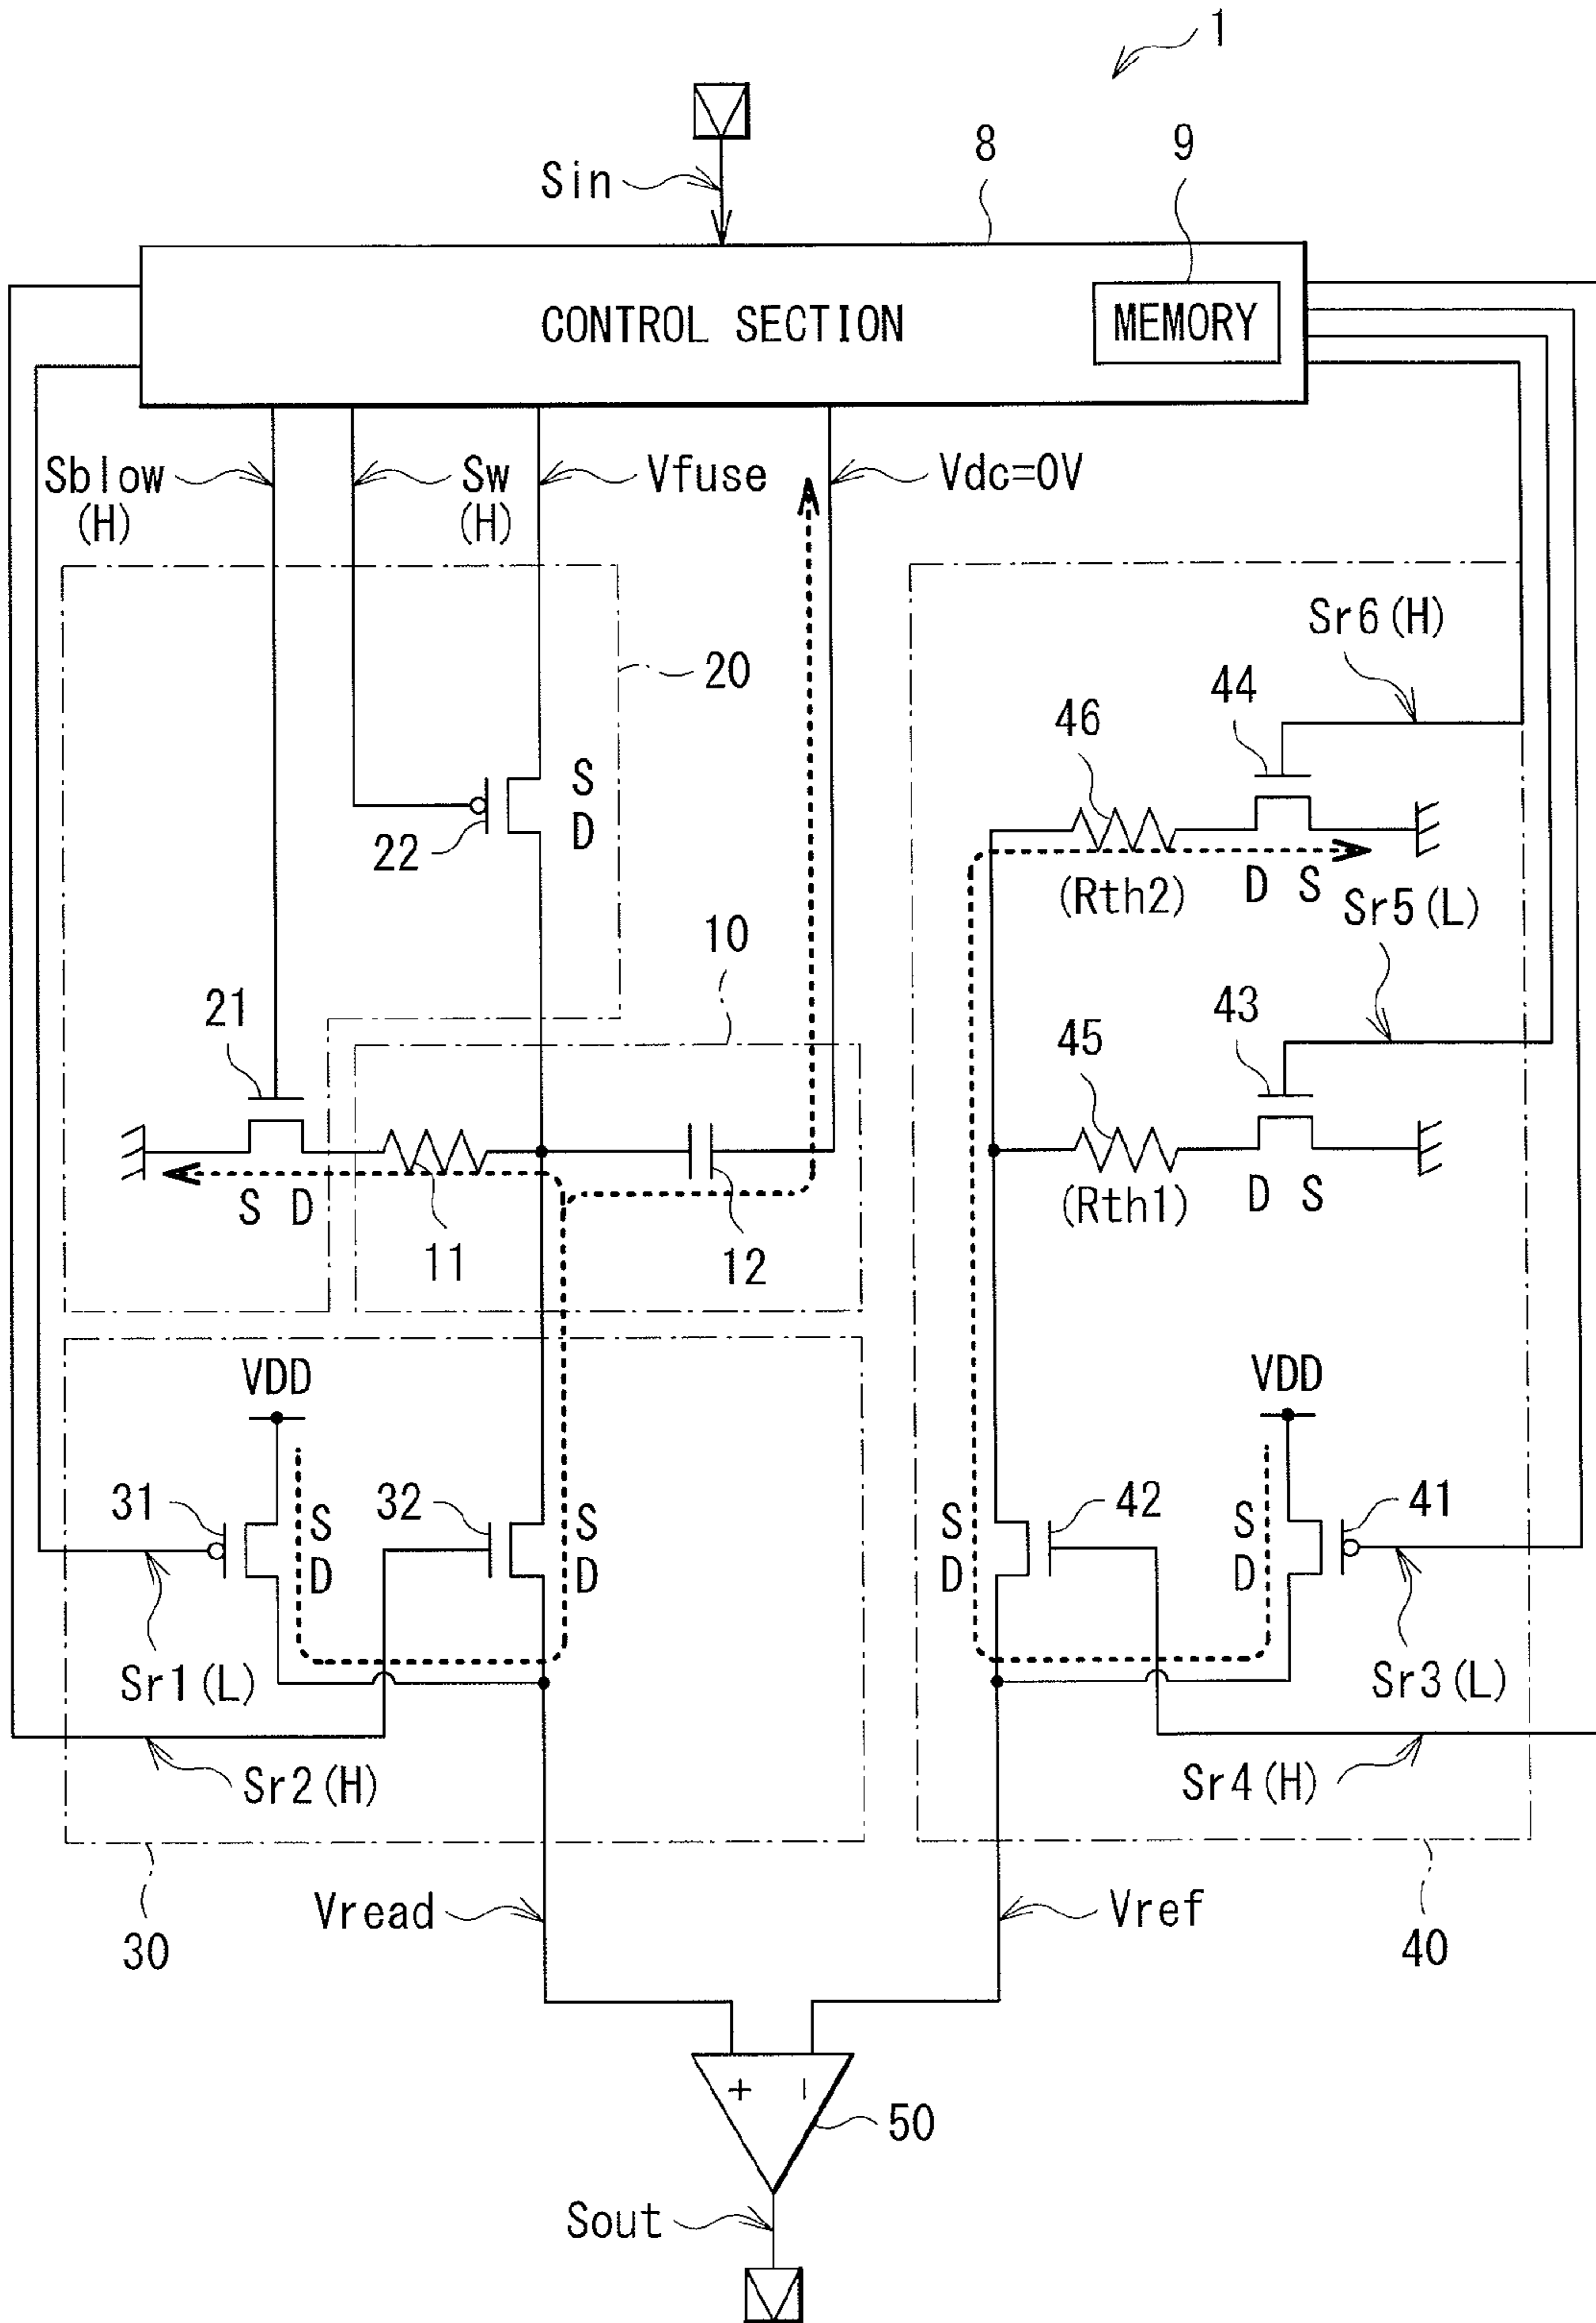 1
Sin
8
9
CONTROL SECTION
MEMORY
Sblow
(H)
Sw
(H)
Vfuse
Vdc=0V
Sr6(H)
20
44
46
S
D
22
(Rth2)
D S
Sr5(L)
10
21
43
45
S D
11
12
(Rth1)
D S
VDD
VDD
31
S
D
32
S
D
S
D
42
S
D
41
Sr1(L)
Sr3(L)
Sr2(H)
Sr4(H)
30
Vread
Vref
40
+ −
50
Sout